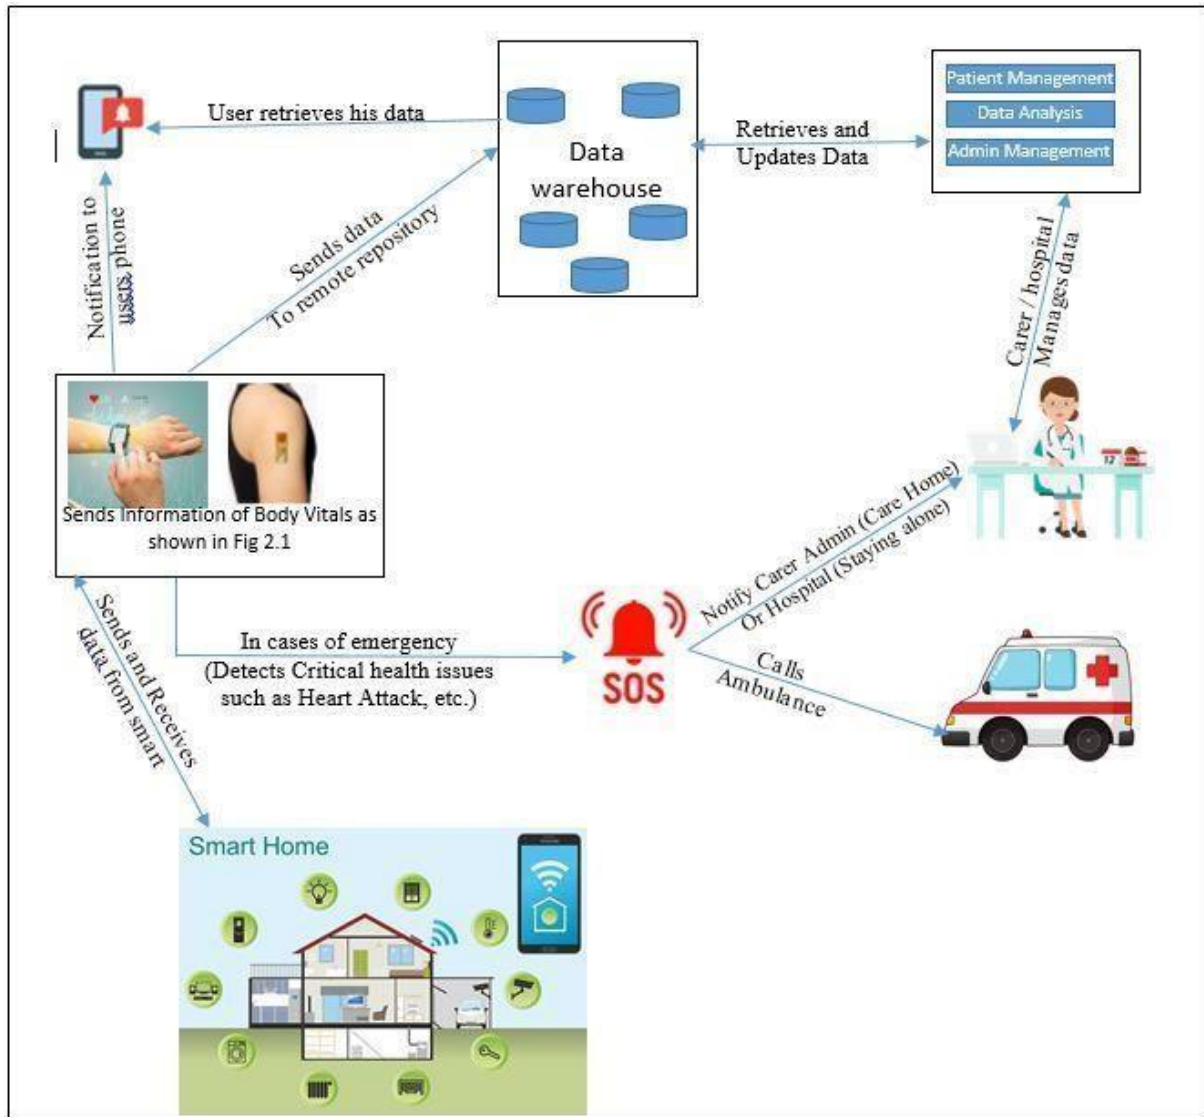 User retrieves his data
Data
warehouse
Retrieves and
Updates Data
Patient Management
Data Analysis
Admin Management
Notification to
users phone
Sends data
To remote repository
Carer / hospital
Manages data
Sends Information of Body Vitals as
shown in Fig 2.1
12
Notify Carer Admin (Care Home)
Or Hospital (Staying alone)
In cases of emergency
(Detects Critical health issues
such as Heart Attack, etc.)
SOS
Calls
Ambulance
Sends and Receives
data from smart
Smart Home